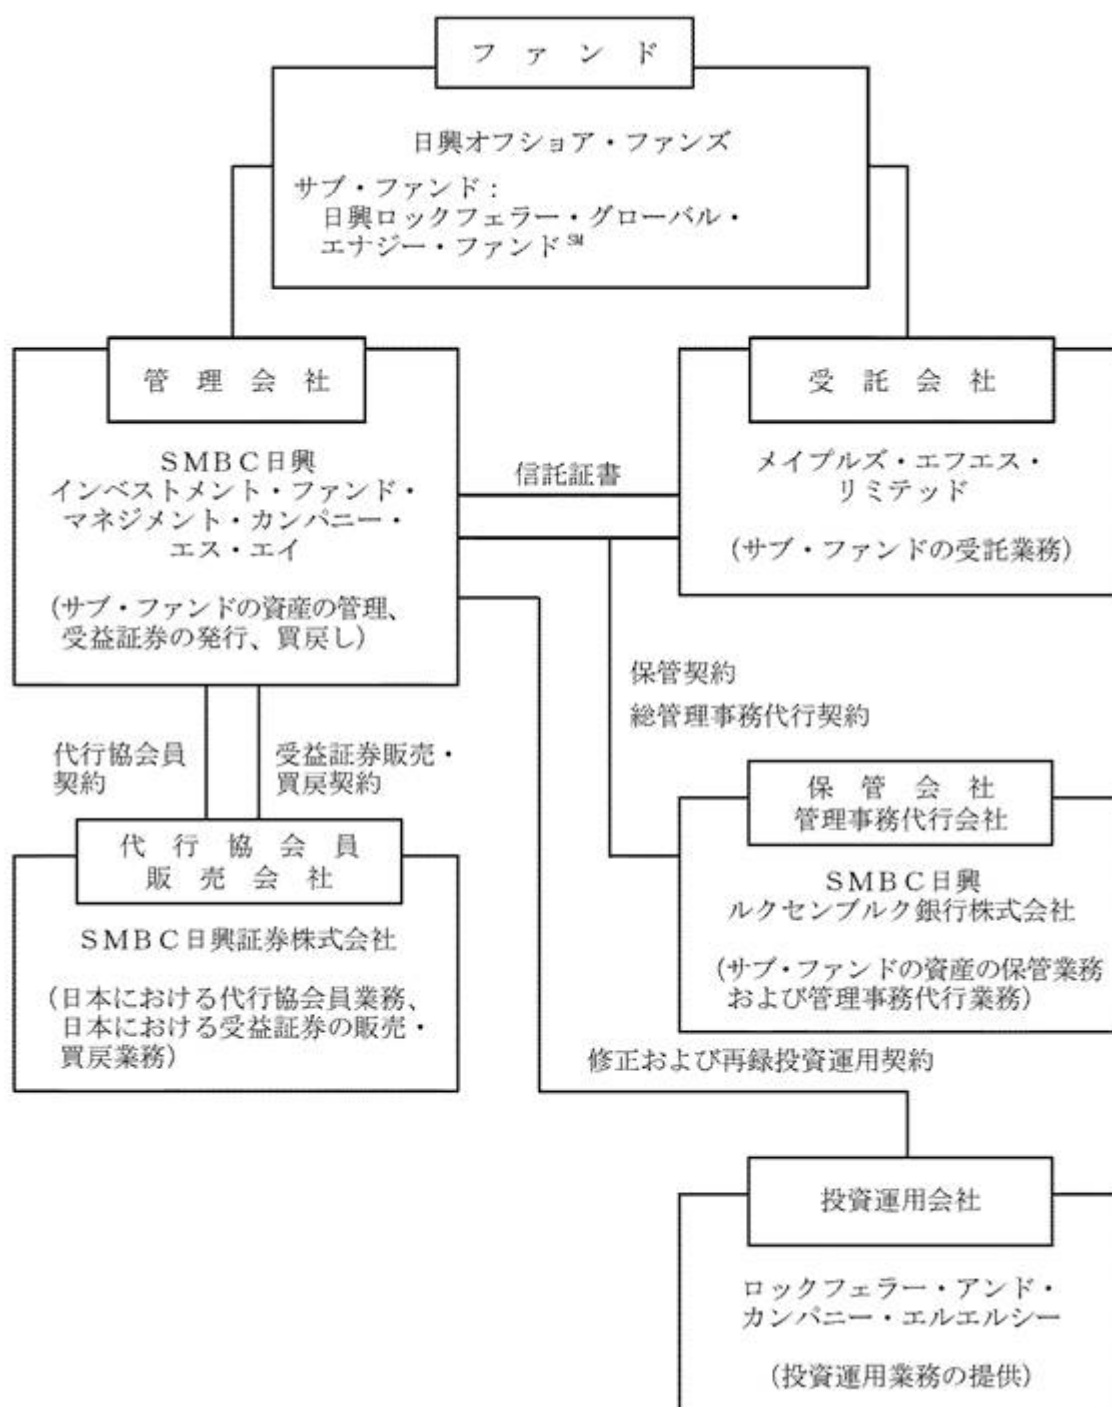 ファンド
日興オフショア・ファンズ
サブ・ファンド：
日興ロックフェラー・グローバル・
エナジー・ファンド℠
管理会社
ＳＭＢＣ日興
インベストメント・ファンド・
マネジメント・カンパニー・
エス・エイ
（サブ・ファンドの資産の管理、
受益証券の発行、買戻し）
信託証書
受託会社
メイプルズ・エフエス・
リミテッド
（サブ・ファンドの受託業務）
保管契約
総管理事務代行契約
代行協会員
契約
受益証券販売・
買戻契約
代行協会員
販売会社
ＳＭＢＣ日興証券株式会社
（日本における代行協会員業務、
日本における受益証券の販売・
買戻業務）
保管会社
管理事務代行会社
ＳＭＢＣ日興
ルクセンブルク銀行株式会社
（サブ・ファンドの資産の保管業務
および管理事務代行業務）
修正および再録投資運用契約
投資運用会社
ロックフェラー・アンド・
カンパニー・エルエルシー
（投資運用業務の提供）